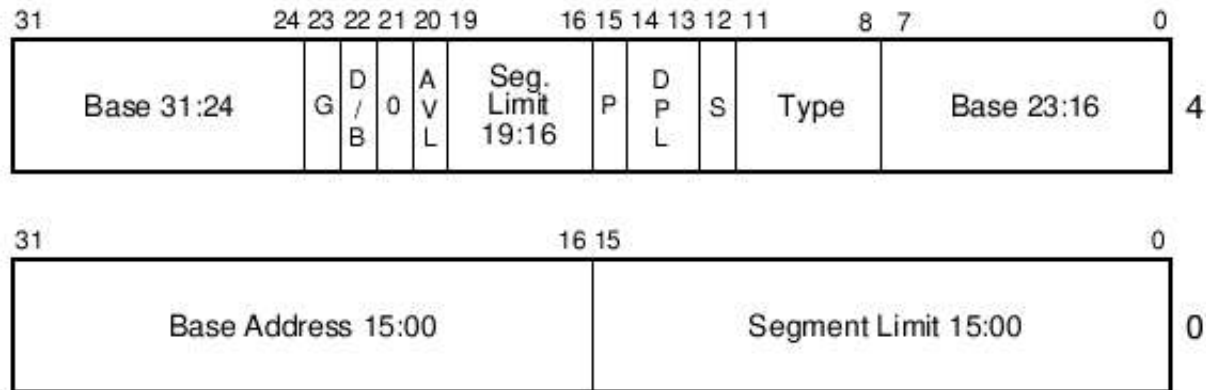 31 24 23 22 21 20 19 16 15 14 13 12 11 8 7 0
Base 31:24 G D/B 0 AVL Seg. Limit 19:16 P DPL S Type Base 23:16 4
31 16 15 0
Base Address 15:00 Segment Limit 15:00 0